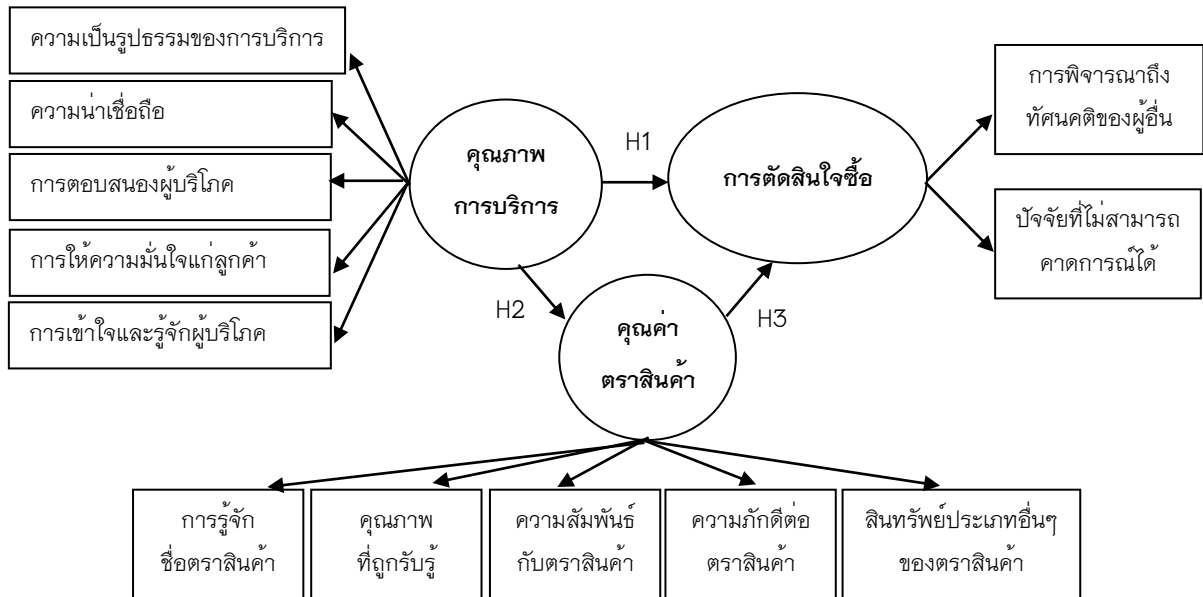 ความเป็นรูปธรรมของการบริการ
ความน่าเชื่อถือ
การตอบสนองผู้บริโภค
การให้ความมั่นใจแก่ลูกค้า
การเข้าใจและรู้จักผู้บริโภค
คุณภาพ
การบริการ
H1
การตัดสินใจซื้อ
การพิจารณาถึง
ทัศนคติของผู้อื่น
ปัจจัยที่ไม่สามารถ
คาดการณ์ได้
H2
คุณค่า
ตราสินค้า
H3
การรู้จัก
ชื่อตราสินค้า
คุณภาพ
ที่ถูกรับรู้
ความสัมพันธ์
กับตราสินค้า
ความภักดีต่อ
ตราสินค้า
สินทรัพย์ประเภทอื่นๆ
ของตราสินค้า